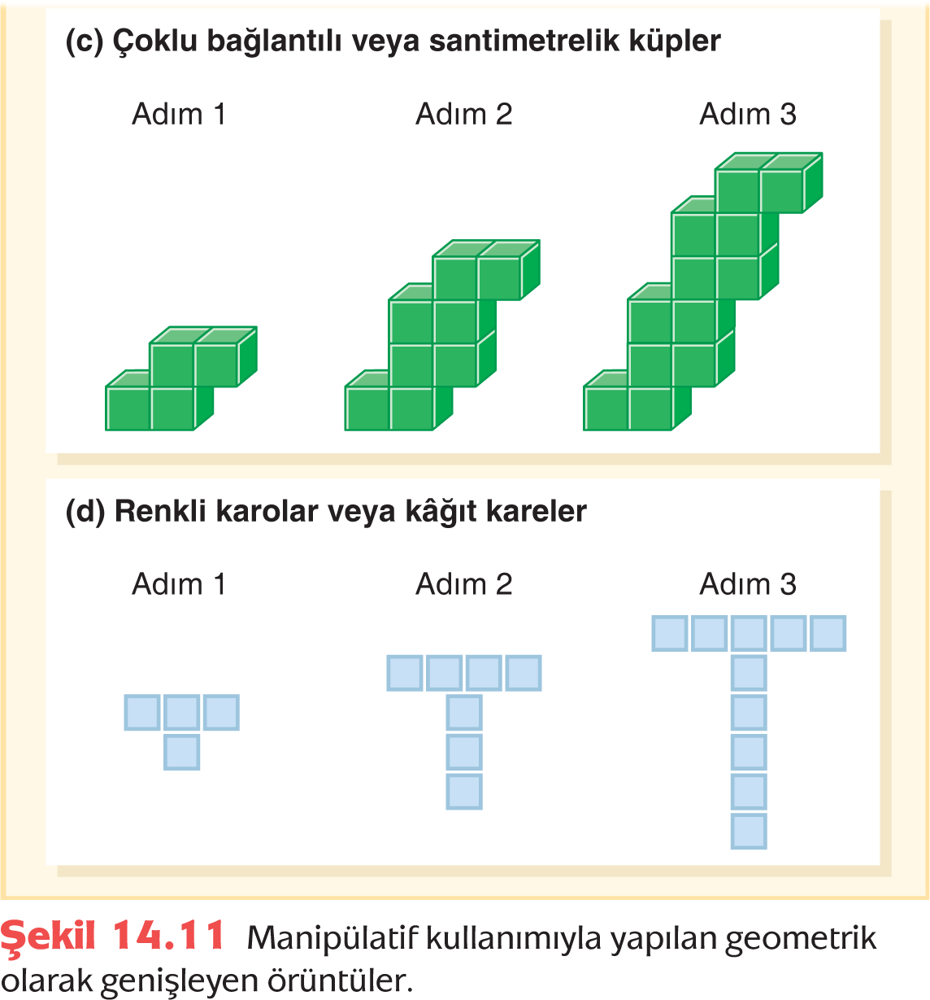 (c) Çoklu bağlantılı veya santimetrelik küpler
Adım 1 Adım 2 Adım 3
(d) Renkli karolar veya kâğıt kareler
Adım 1 Adım 2 Adım 3
Şekil 14.11 Manipülatif kullanımıyla yapılan geometrik
olarak genişleyen örüntüler.